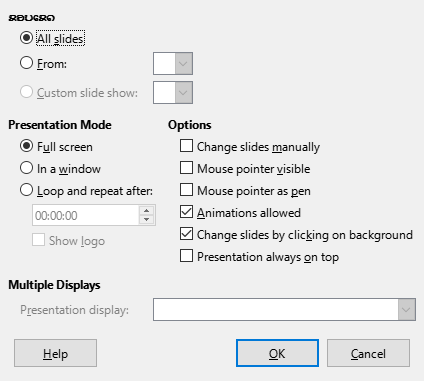 All slides
From:
Custom slide show:
Presentation Mode
Full screen
In a window
Loop and repeat after:
00:00:00
Show logo
Options
Change slides manually
Mouse pointer visible
Mouse pointer as pen
Animations allowed
Change slides by clicking on background
Presentation always on top
Multiple Displays
Presentation display:
Help
OK
Cancel